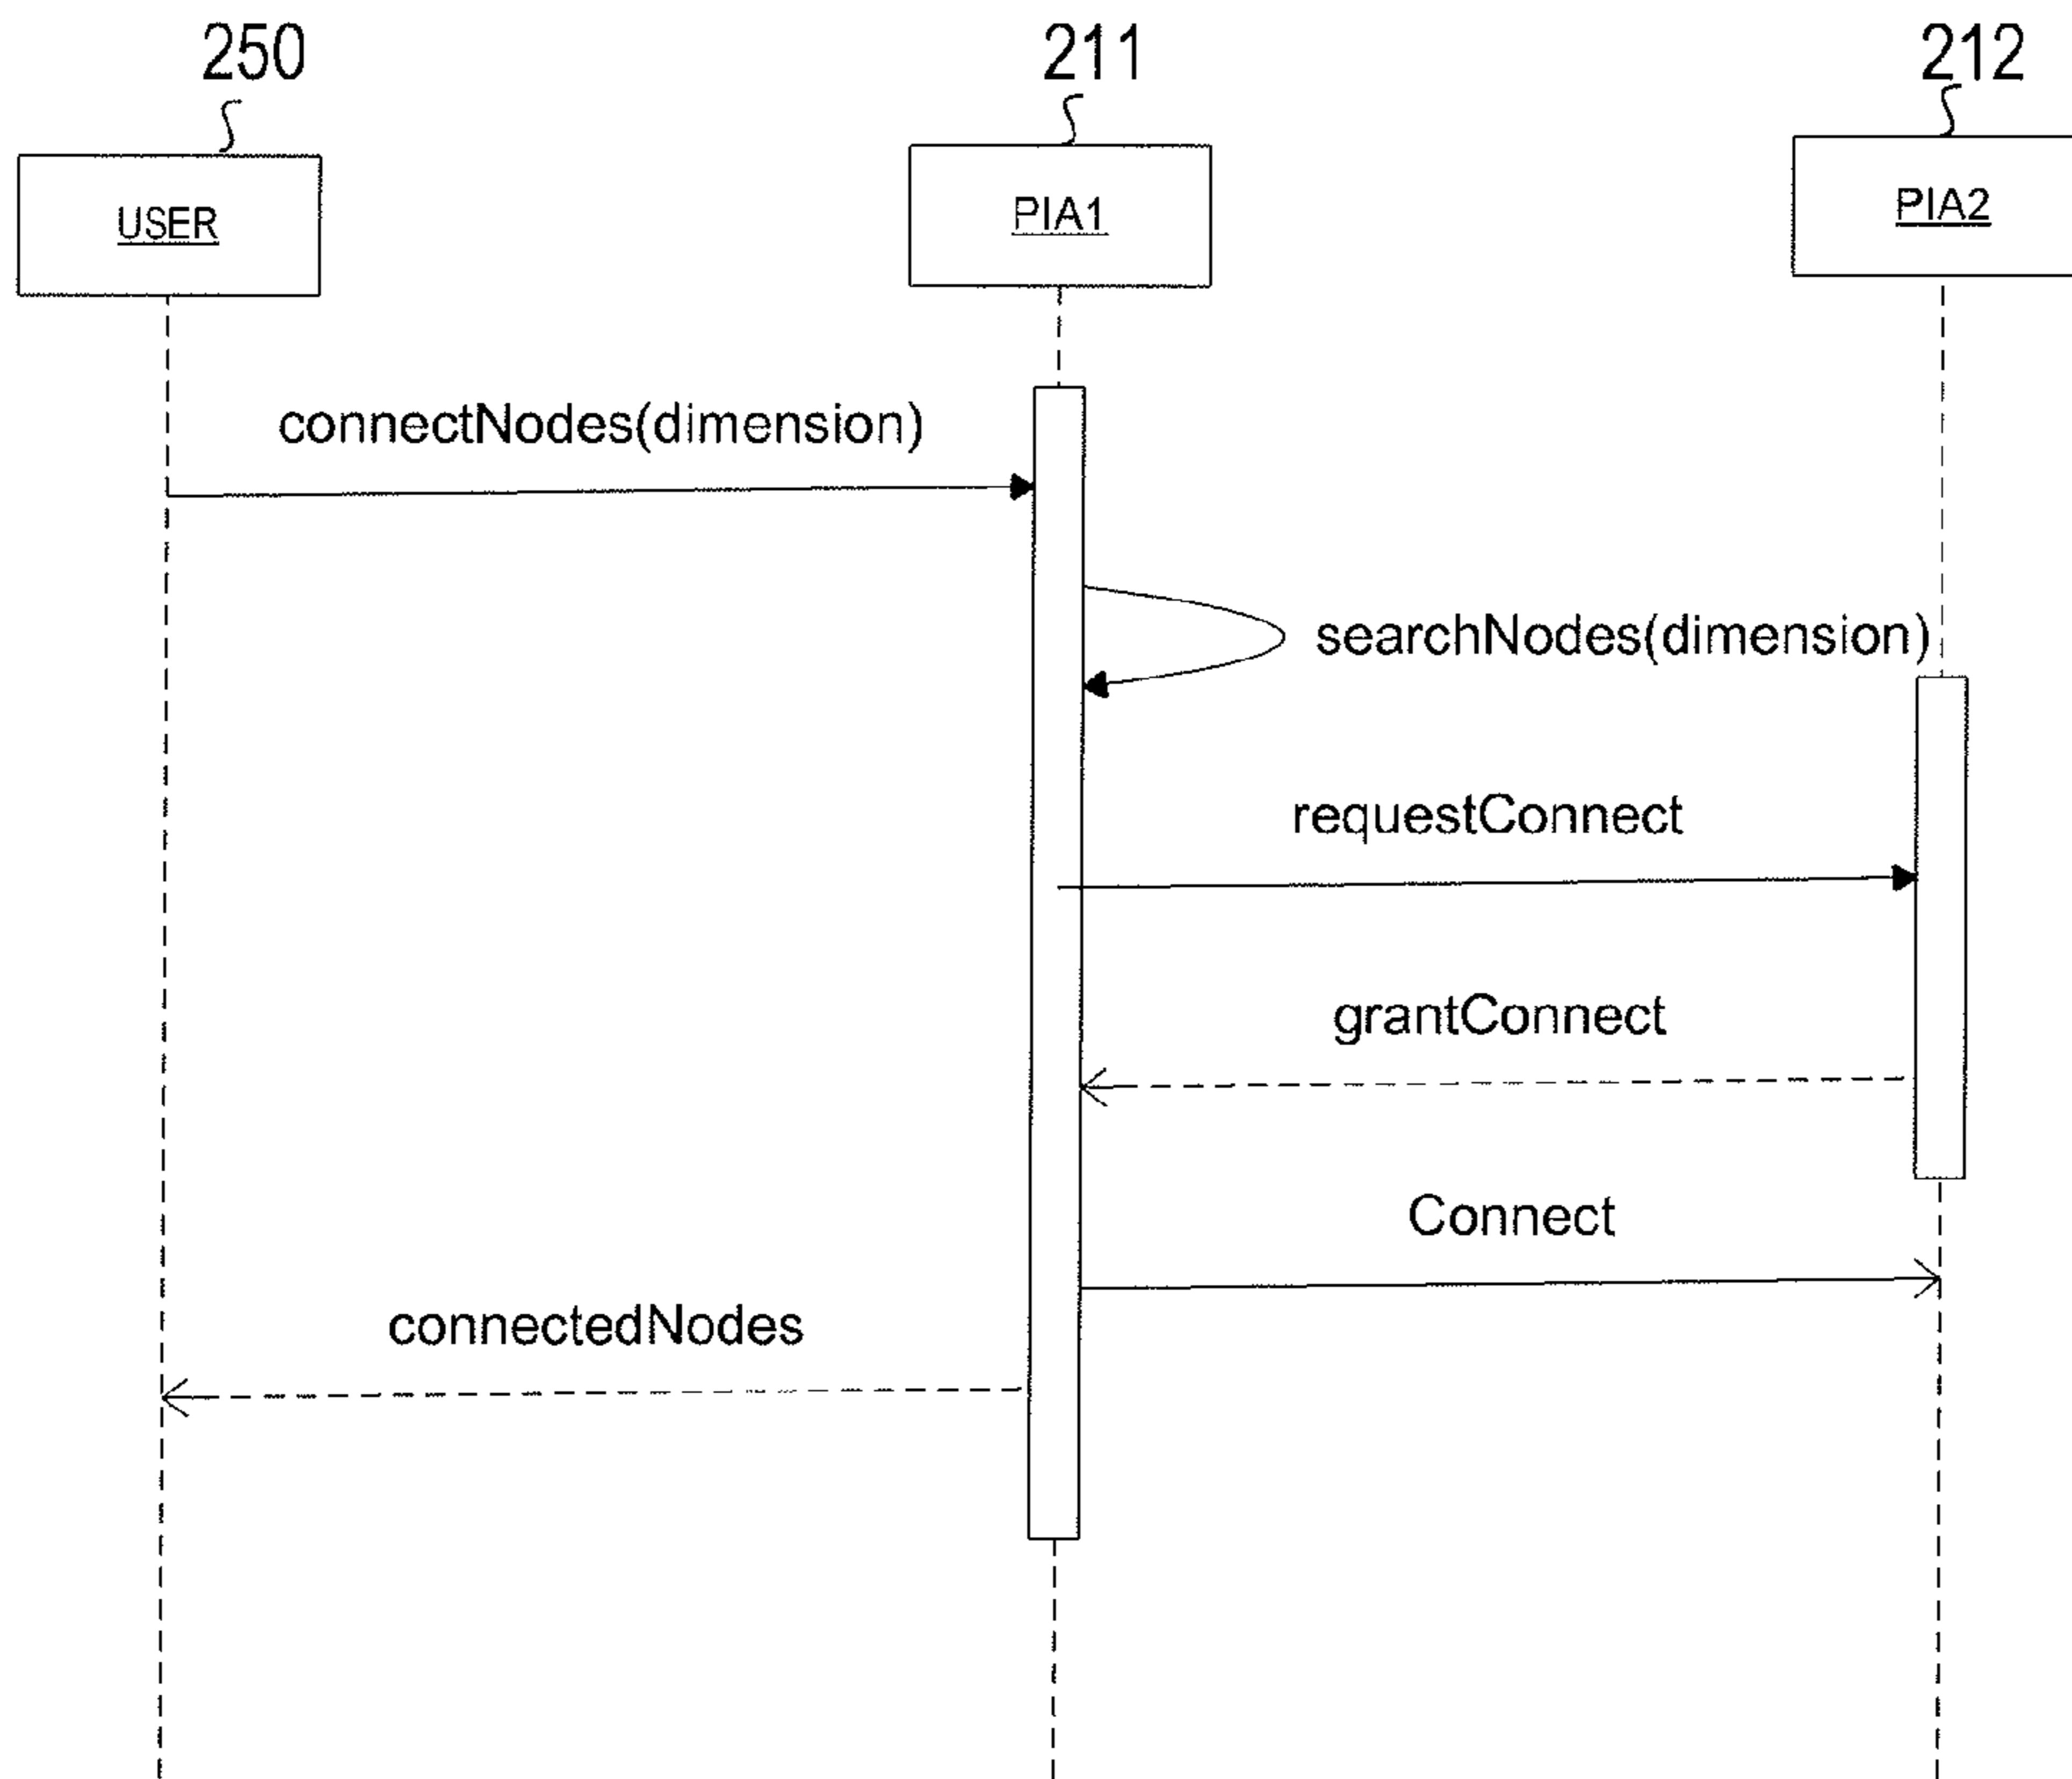 250
211
212
USER
PIA1
PIA2
connectNodes(dimension)
searchNodes(dimension)
requestConnect
grantConnect
Connect
connectedNodes